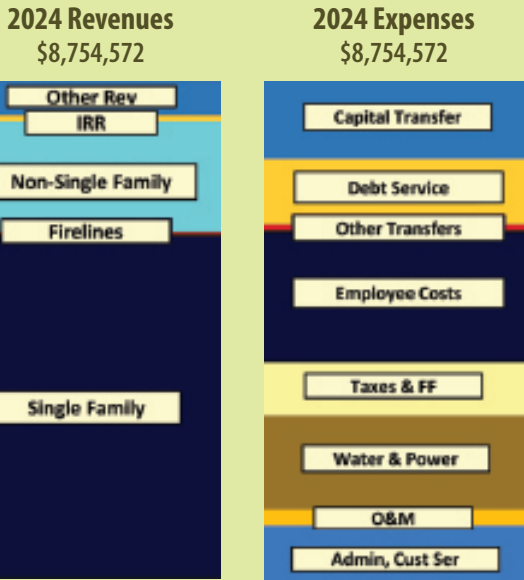 2024 Revenues
$8,754,572
Other Rev
IRR
Non-Single Family
Firelines
Single Family
2024 Expenses
$8,754,572
Capital Transfer
Debt Service
Other Transfers
Employee Costs
Taxes & FF
Water & Power
O&M
Admin, Cust Ser